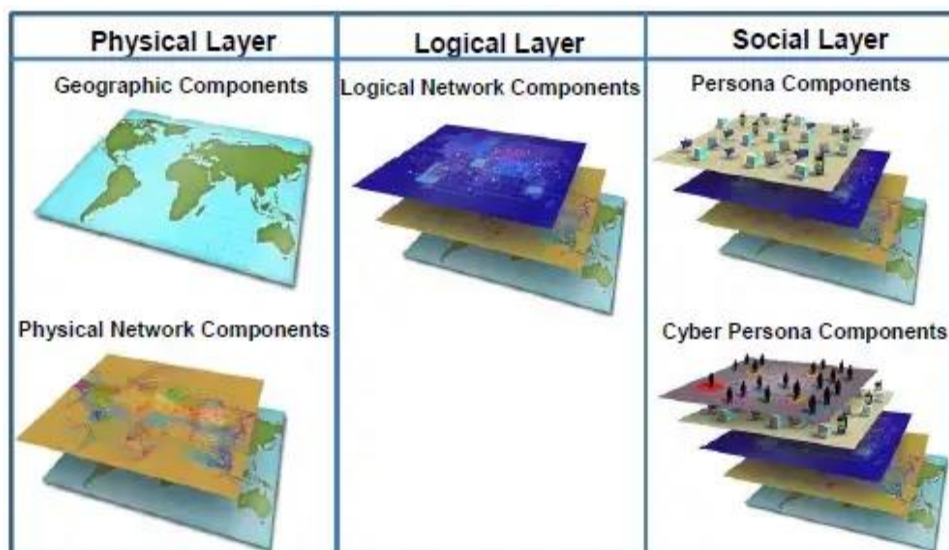 Physical Layer
Logical Layer
Social Layer
Geographic Components
Logical Network Components
Persona Components
Physical Network Components
Cyber Persona Components